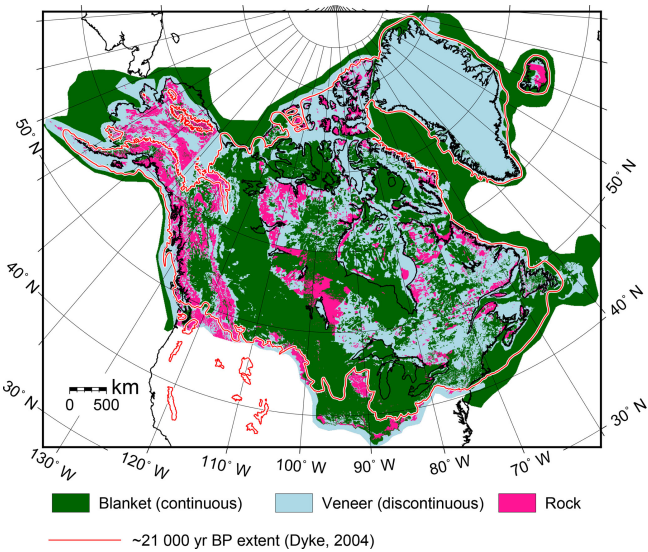 50° N
40° N
30° N
50° N
40° N
30° N
km
0 500
130° W
120° W
110° W
100° W
90° W
80° W
70° W
Blanket (continuous)
Veneer (discontinuous)
Rock
~21 000 yr BP extent (Dyke, 2004)